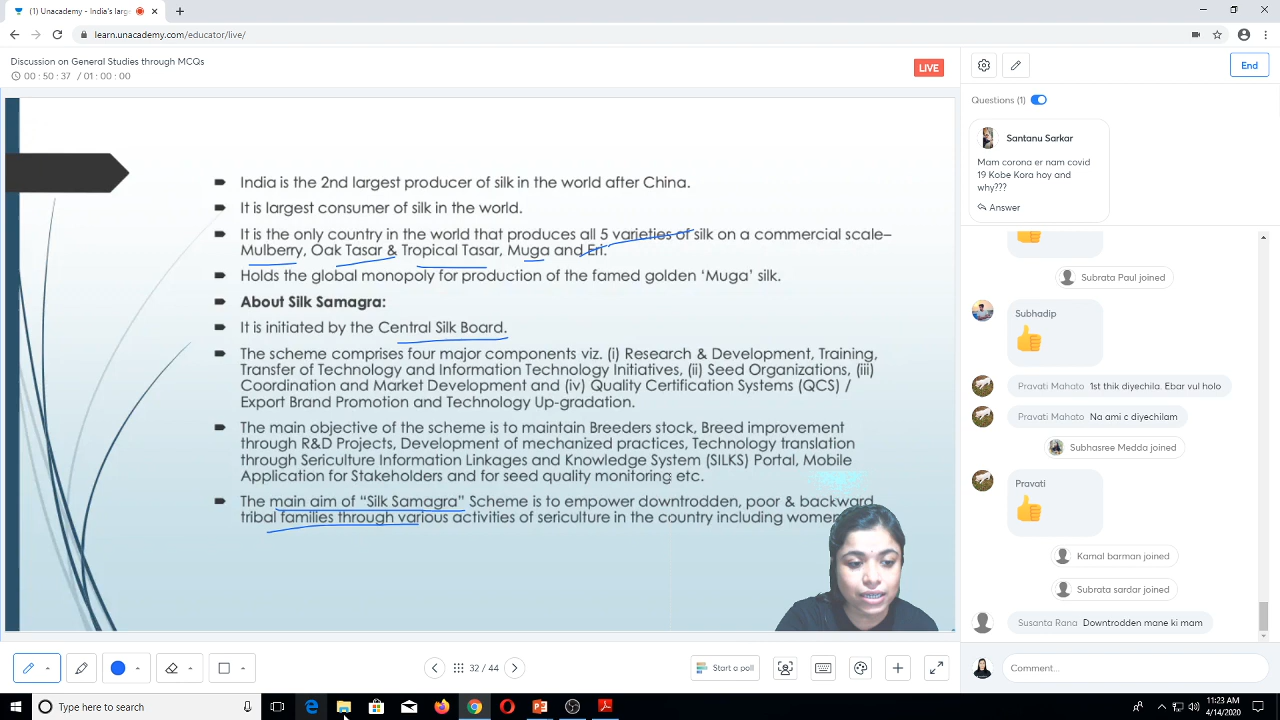 (1) Unacademy - India's larg
learn.unacademy.com/educator/live/
Discussion on General Studies through MCQs
00 : 50 : 37 / 01 : 00 : 00
LIVE
End
Questions (1)
Santanu Sarkar
Mam corona er nam covid
19 Kobe Kora hoy and
why???
Answer
India is the 2nd largest producer of silk in the world after China.
It is largest consumer of silk in the world.
It is the only country in the world that produces all 5 varieties of silk on a commercial scale–
Mulberry, Oak Tasar & Tropical Tasar, Muga and Eri.
Holds the global monopoly for production of the famed golden ‘Muga’ silk.
About Silk Samagra:
It is initiated by the Central Silk Board.
The scheme comprises four major components viz. (i) Research & Development, Training,
Transfer of Technology and Information Technology Initiatives, (ii) Seed Organizations, (iii)
Coordination and Market Development and (iv) Quality Certification Systems (QCS) /
Export Brand Promotion and Technology Up-gradation.
The main objective of the scheme is to maintain Breeders stock, Breed improvement
through R&D Projects, Development of mechanized practices, Technology translation
through Sericulture Information Linkages and Knowledge System (SILKS) Portal, Mobile
Application for Stakeholders and for seed quality monitoring etc.
The main aim of “Silk Samagra” Scheme is to empower downtrodden, poor & backward
tribal families through various activities of sericulture in the country including women
Subrata Paul joined
Subhadip
Pravati Mahato 1st thik diyechila. Ebar vul holo
Pravati Mahato Na ami c diyechilam
Subhasree Medda joined
Pravati
Kamal barman joined
Subrata sardar joined
Susanta Rana Downtrodden mane ki mam
32 / 44
Start a poll
Comment...
Type here to search
11:23 AM
4/14/2020